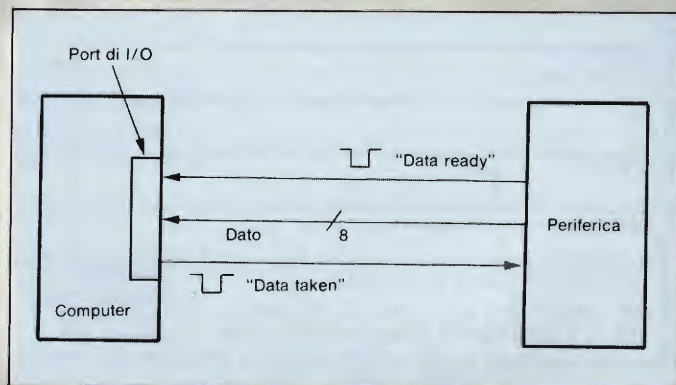 Port di I/O
"Data ready"
Dato 8
Periferica
"Data taken"
Computer